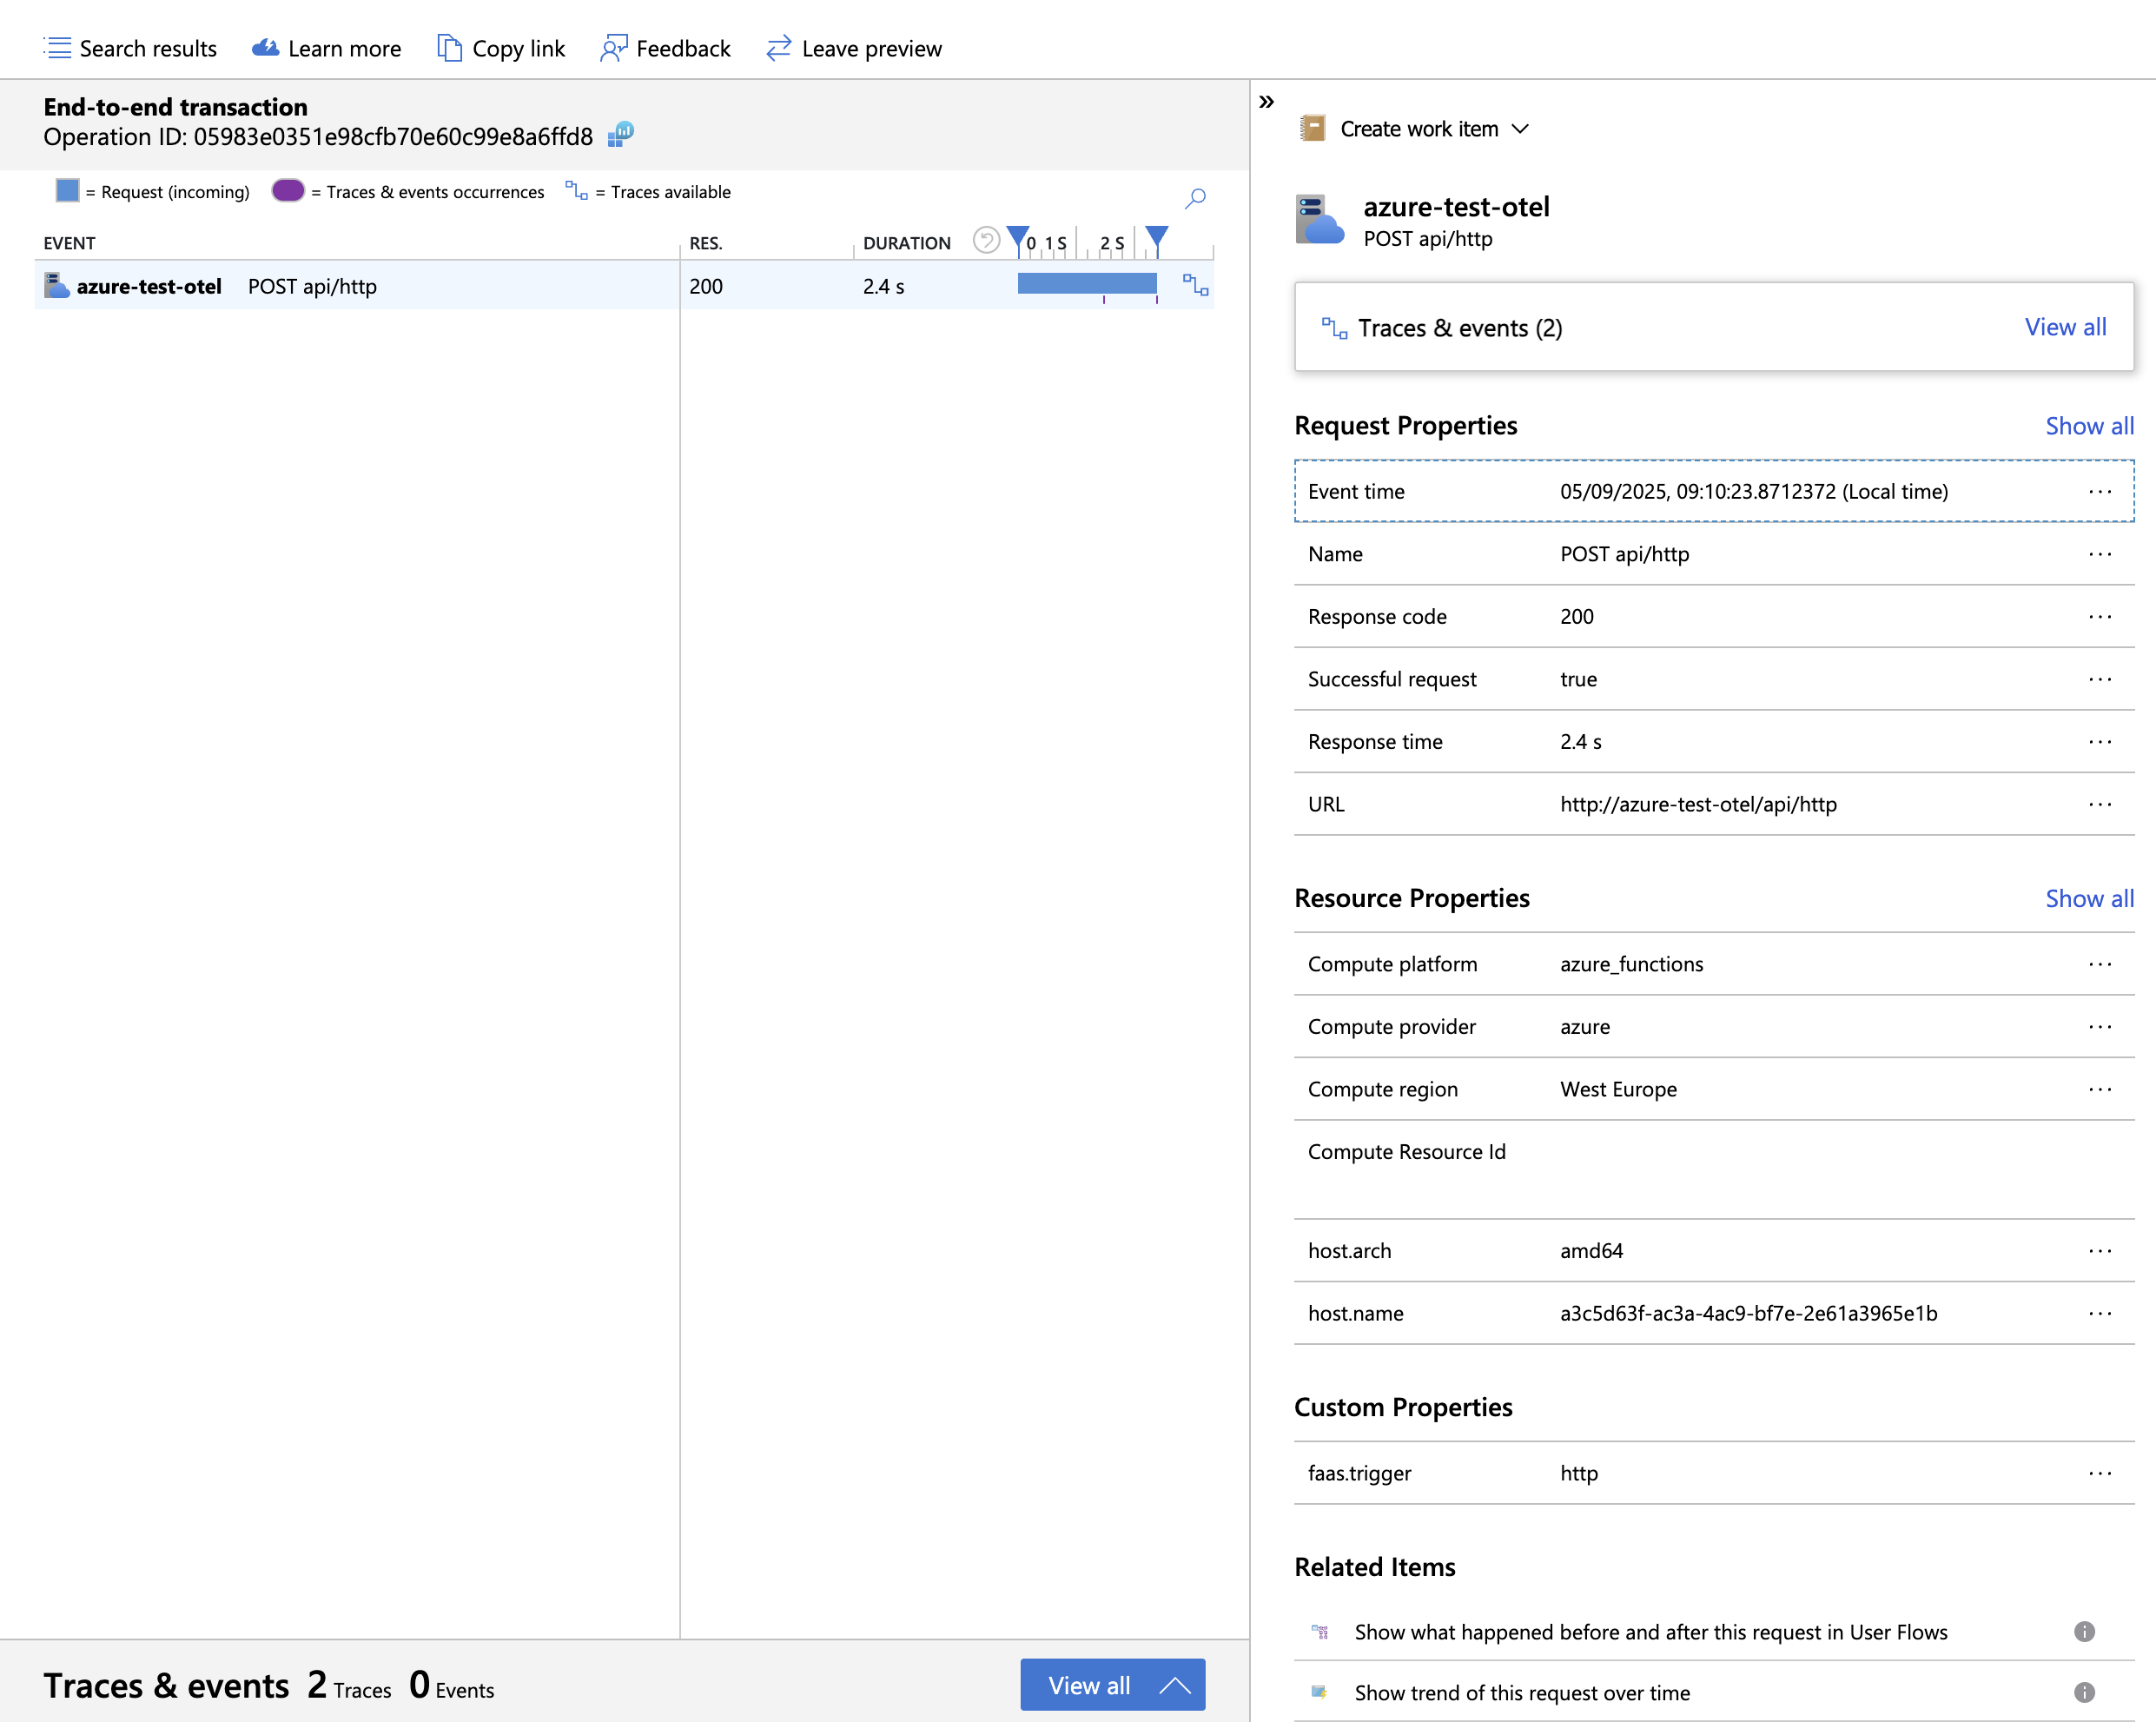 Search results
Learn more
Copy link
Feedback
Leave preview
End-to-end transaction
Operation ID: 05983e0351e98cfb70e60c99e8a6ffd8
= Request (incoming)
= Traces & events occurrences
= Traces available
EVENT
RES.
DURATION
0
1 S
2 S
azure-test-otel
POST api/http
200
2.4 s
Traces & events 2 Traces 0 Events
View all
»
Create work item
azure-test-otel
POST api/http
Traces & events (2)
View all
Request Properties
Show all
Event time
05/09/2025, 09:10:23.8712372 (Local time)
...
Name
POST api/http
...
Response code
200
...
Successful request
true
...
Response time
2.4 s
...
URL
http://azure-test-otel/api/http
...
Resource Properties
Show all
Compute platform
azure_functions
...
Compute provider
azure
...
Compute region
West Europe
...
Compute Resource Id
host.arch
amd64
...
host.name
a3c5d63f-ac3a-4ac9-bf7e-2e61a3965e1b
...
Custom Properties
faas.trigger
http
...
Related Items
Show what happened before and after this request in User Flows
Show trend of this request over time